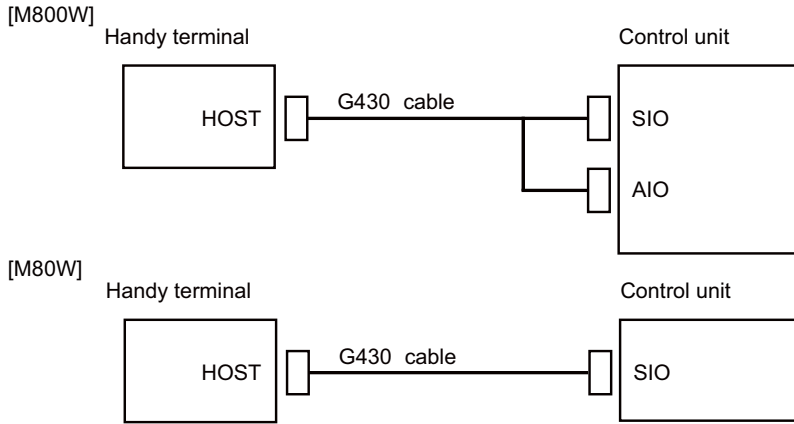 [M800W]
Handy terminal
Control unit
G430 cable
HOST
SIO
AIO
[M80W]
Handy terminal
Control unit
G430 cable
HOST
SIO